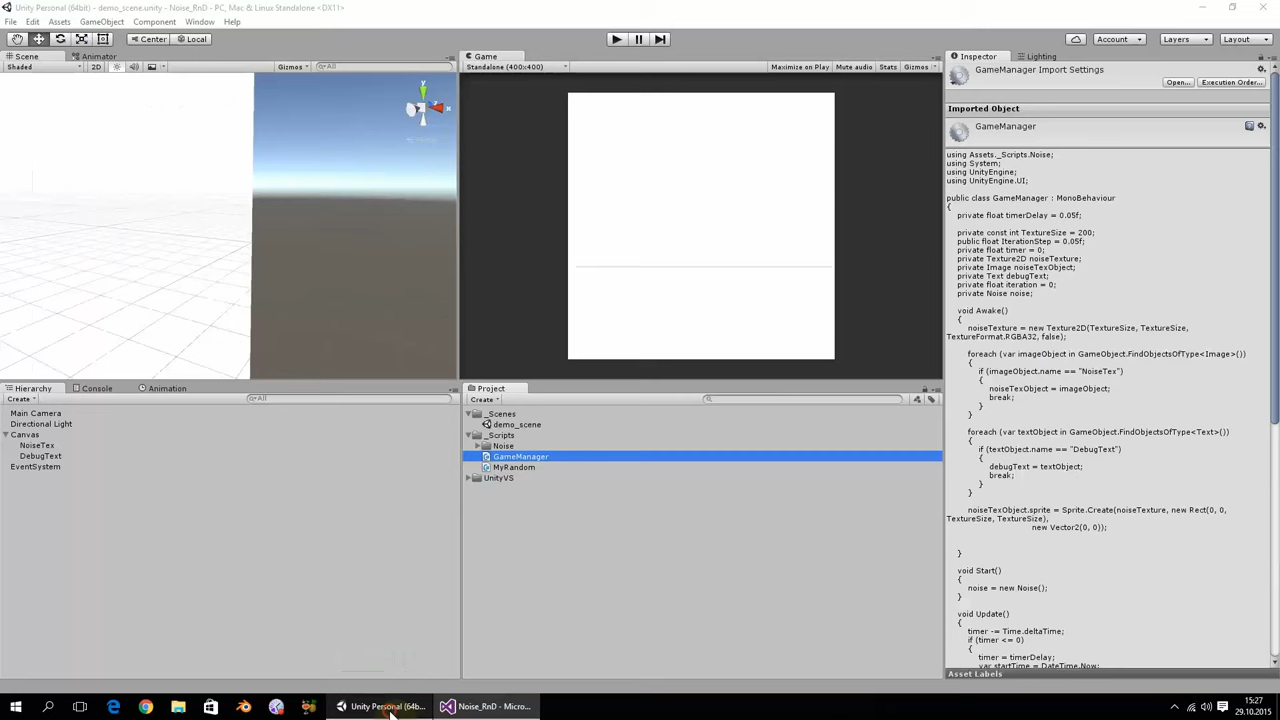 Unity Personal (64bit) - demo_scene.unity - Noise_RnD - PC, Mac & Linux Standalone <DX11>
File Edit Assets GameObject Component Window Help
Center Local Account Layers Layout
Scene Animator
Shaded 2D Gizmos All
Game
Standalone (400x400) Maximize on Play Mute audio Stats Gizmos
Inspector Lighting
GameManager Import Settings
Open... Execution Order...
Imported Object
GameManager
using Assets._Scripts.Noise;
using System;
using UnityEngine;
using UnityEngine.UI;
public class GameManager : MonoBehaviour
{
private float timerDelay = 0.05f;
private const int TextureSize = 200;
public float IterationStep = 0.05f;
private float timer = 0;
private Texture2D noiseTexture;
private Image noiseTexObject;
private Text debugText;
private float iteration = 0;
private Noise noise;
void Awake()
{
noiseTexture = new Texture2D(TextureSize, TextureSize,
TextureFormat.RGBA32, false);
foreach (var imageObject in GameObject.FindObjectsOfType<Image>())
{
if (imageObject.name == "NoiseTex")
{
noiseTexObject = imageObject;
break;
}
}
foreach (var textObject in GameObject.FindObjectsOfType<Text>())
{
if (textObject.name == "DebugText")
{
debugText = textObject;
break;
}
}
noiseTexObject.sprite = Sprite.Create(noiseTexture, new Rect(0, 0,
TextureSize, TextureSize),
new Vector2(0, 0));
}
void Start()
{
noise = new Noise();
}
void Update()
{
timer -= Time.deltaTime;
if (timer <= 0)
{
timer = timerDelay;
var startTime = DateTime.Now;
Asset Labels
Hierarchy Console Animation
Create All
Main Camera
Directional Light
Canvas
NoiseTex
DebugText
EventSystem
Project
Create
_Scenes
demo_scene
_Scripts
Noise
GameManager
MyRandom
UnityVS
Unity Personal (64b... Noise_RnD - Micro...
15:27
29.10.2015